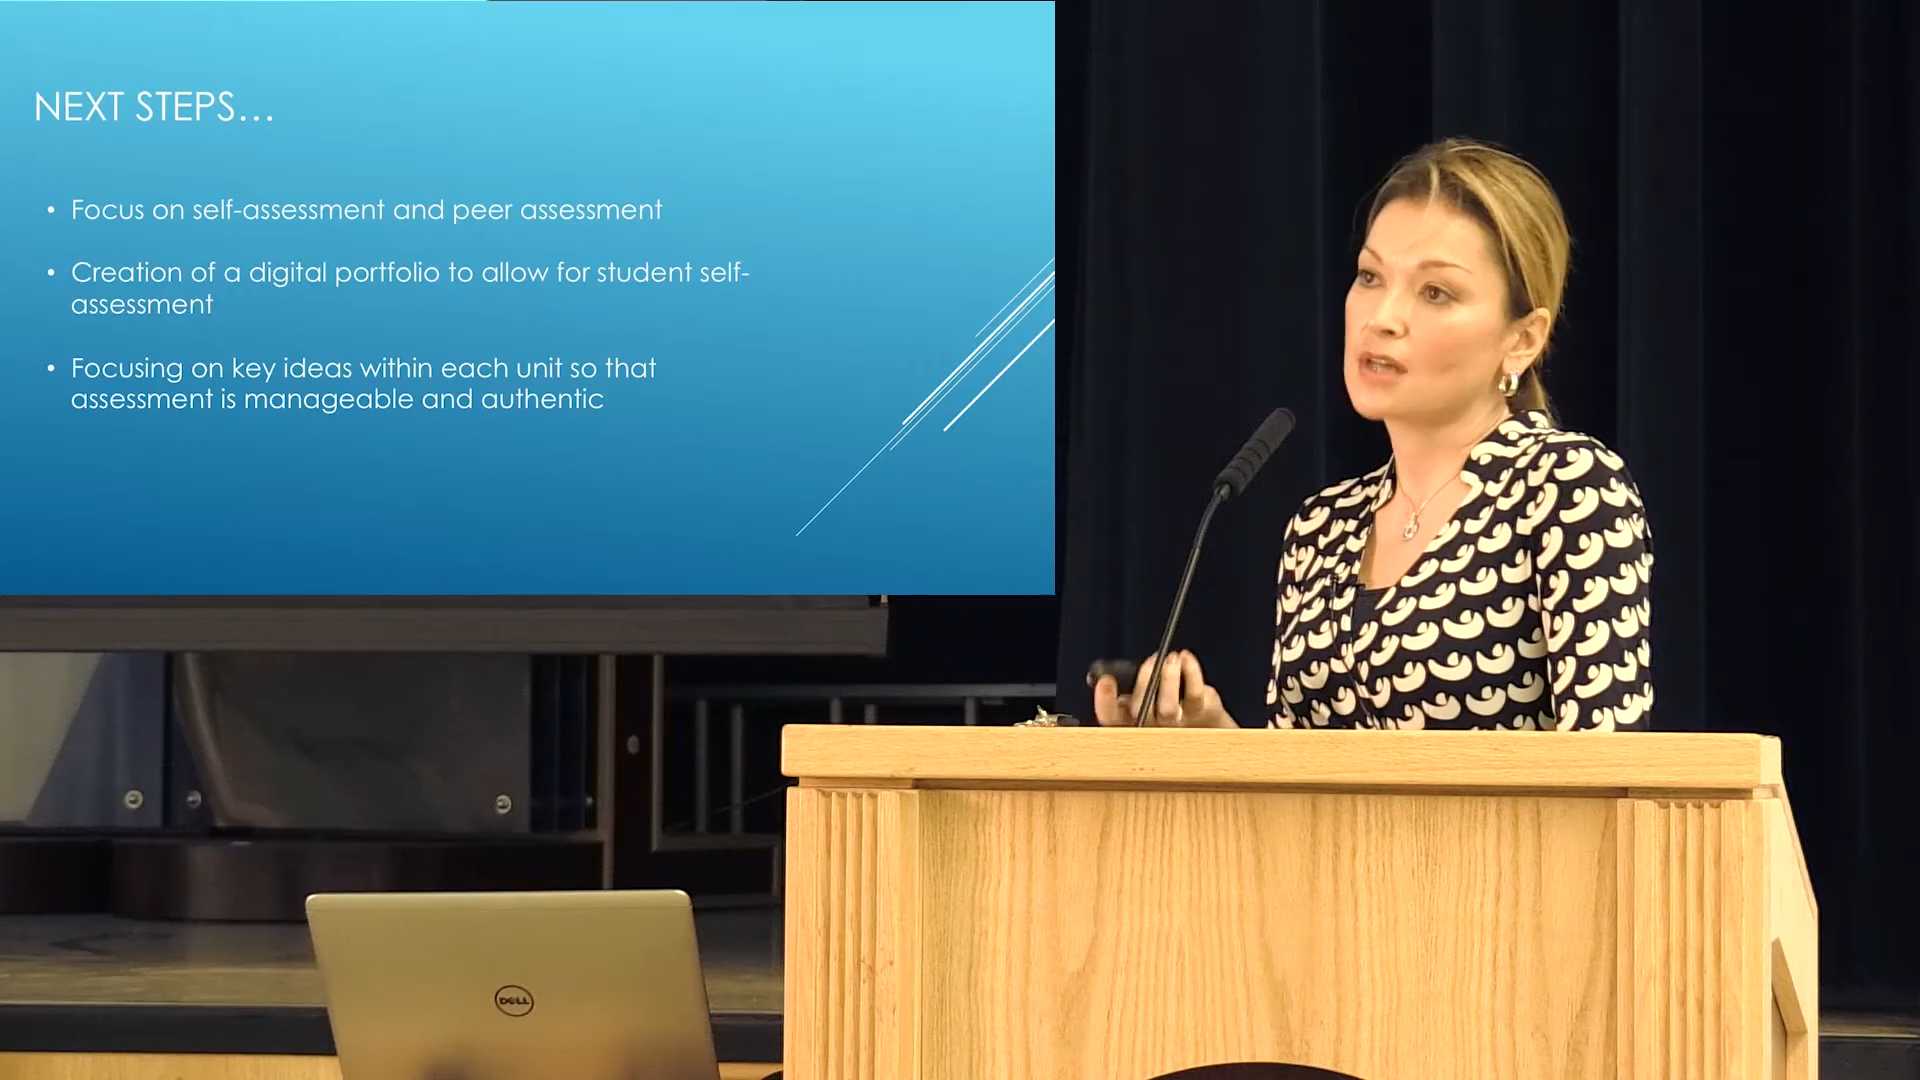 NEXT STEPS…
• Focus on self-assessment and peer assessment
• Creation of a digital portfolio to allow for student self-
assessment
• Focusing on key ideas within each unit so that
assessment is manageable and authentic
DELL